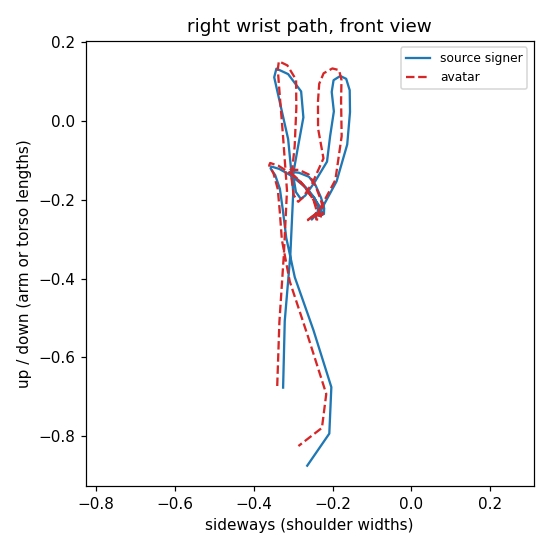 right wrist path, front view
source signer
avatar
0.2
0.0
−0.2
−0.4
−0.6
−0.8
up / down (arm or torso lengths)
−0.8 −0.6 −0.4 −0.2 0.0 0.2
sideways (shoulder widths)